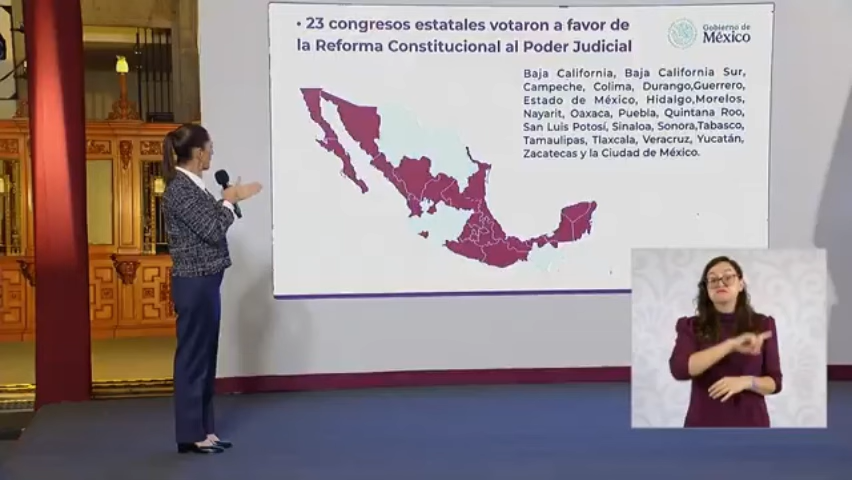 • 23 congresos estatales votaron a favor de
la Reforma Constitucional al Poder Judicial
Gobierno de
México
Baja California, Baja California Sur,
Campeche, Colima, Durango,Guerrero,
Estado de México, Hidalgo,Morelos,
Nayarit, Oaxaca, Puebla, Quintana Roo,
San Luis Potosí, Sinaloa, Sonora,Tabasco,
Tamaulipas, Tlaxcala, Veracruz, Yucatán,
Zacatecas y la Ciudad de México.